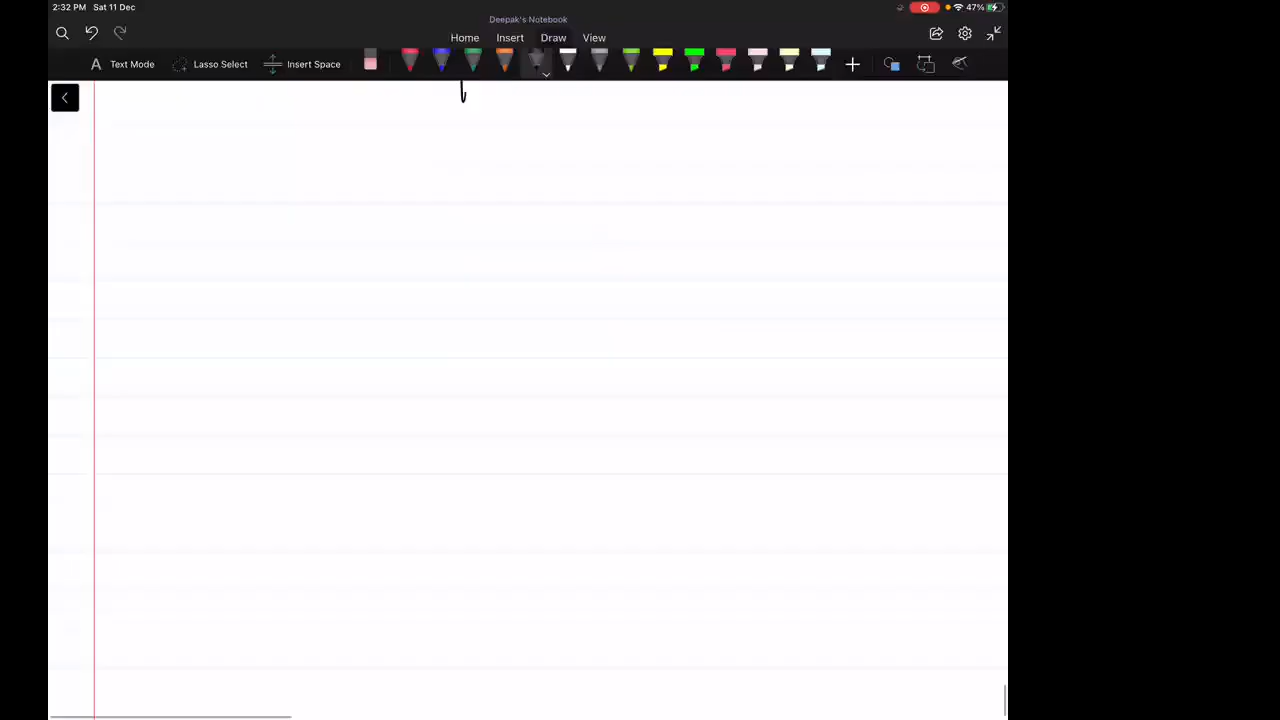 2:32 PM Sat 11 Dec
47%
Deepak's Notebook
Home Insert Draw View
A Text Mode Lasso Select Insert Space